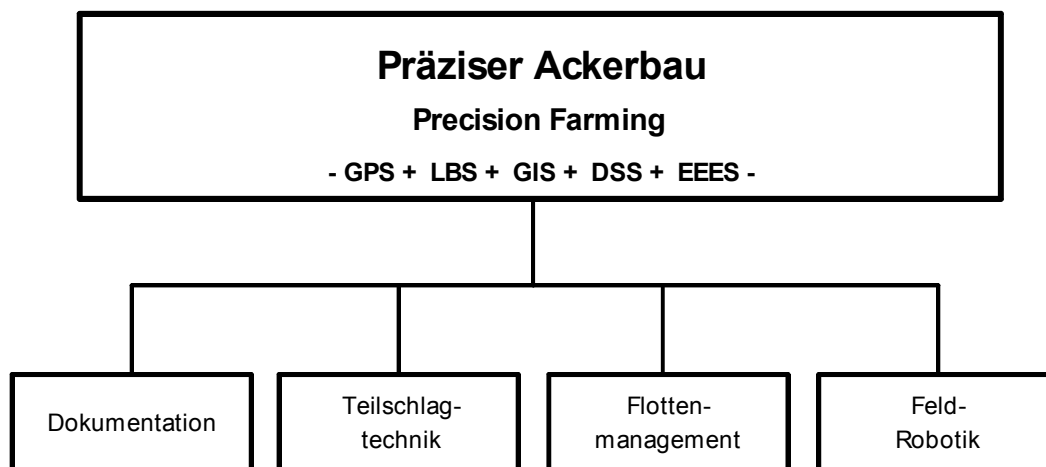 Präziser Ackerbau
Precision Farming
- GPS + LBS + GIS + DSS + EEES -
Dokumentation
Teilschlag-
technik
Flotten-
management
Feld-
Robotik